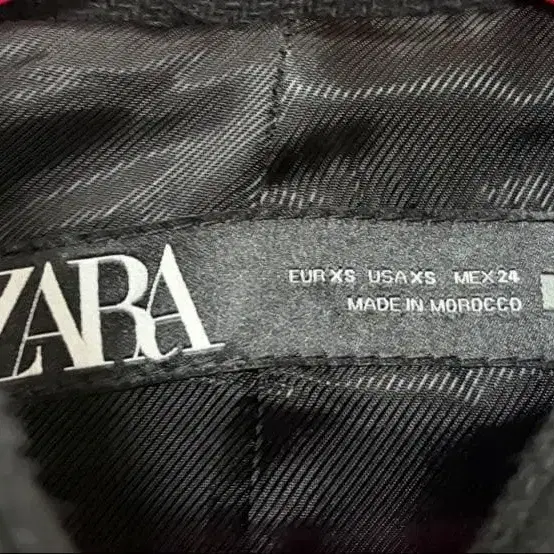 ZARA
EUR XS USA XS MEX 24
MADE IN MOROCCO